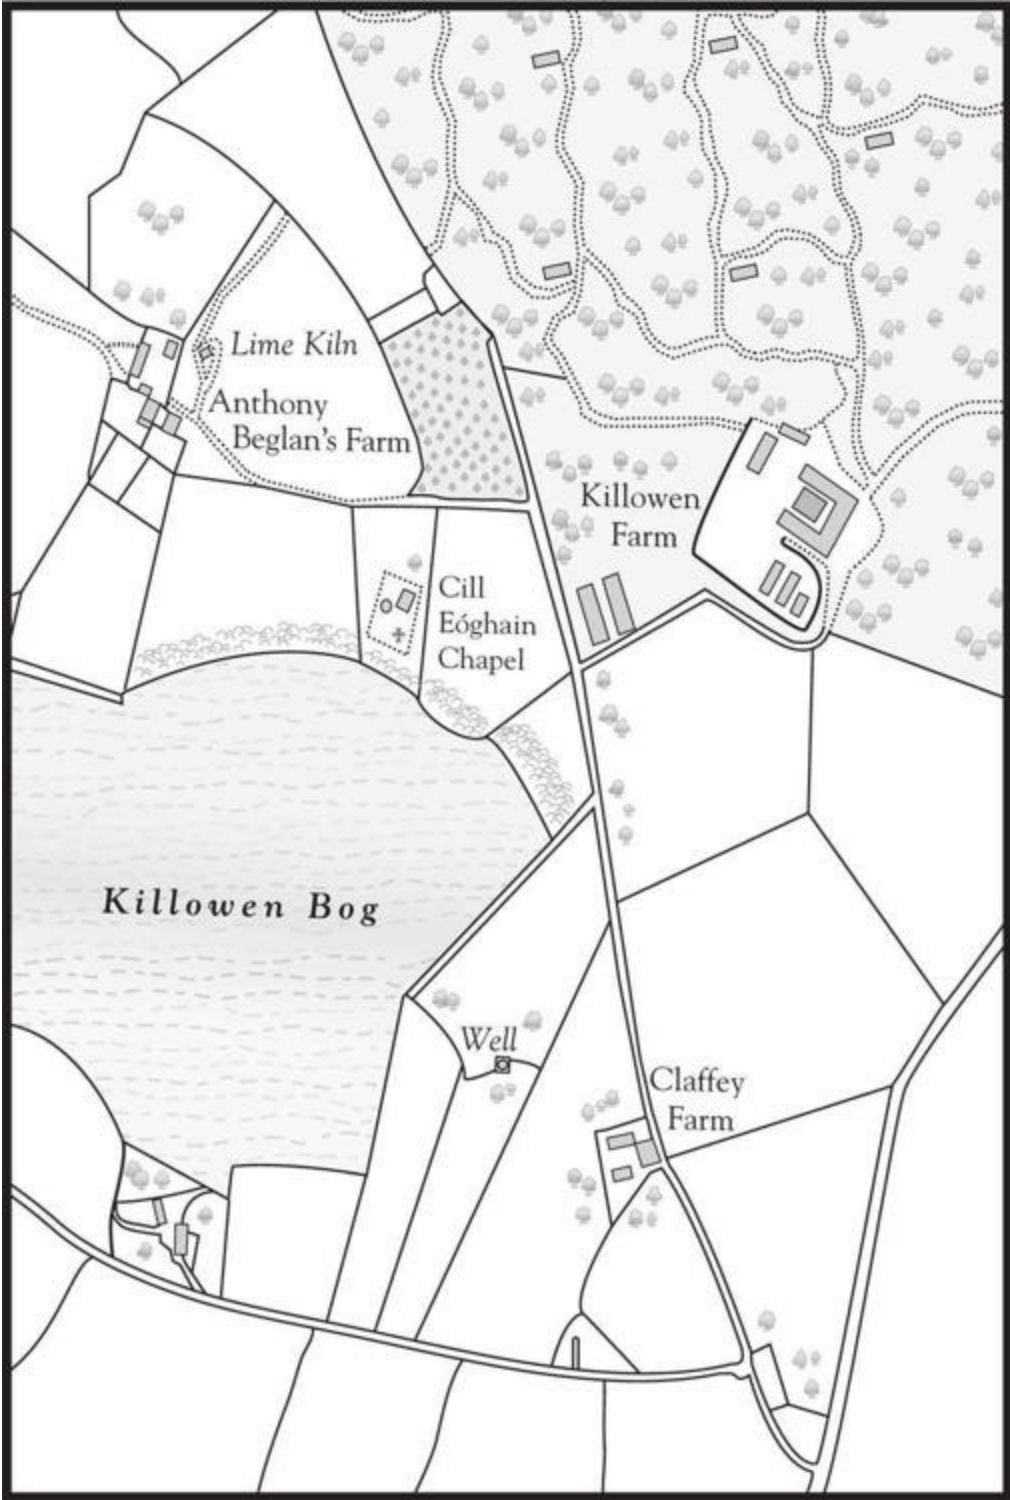 Lime Kiln
Anthony
Beglan's Farm
Killowen
Farm
Cill
Eóghain
Chapel
Killowen Bog
Well
Claffey
Farm